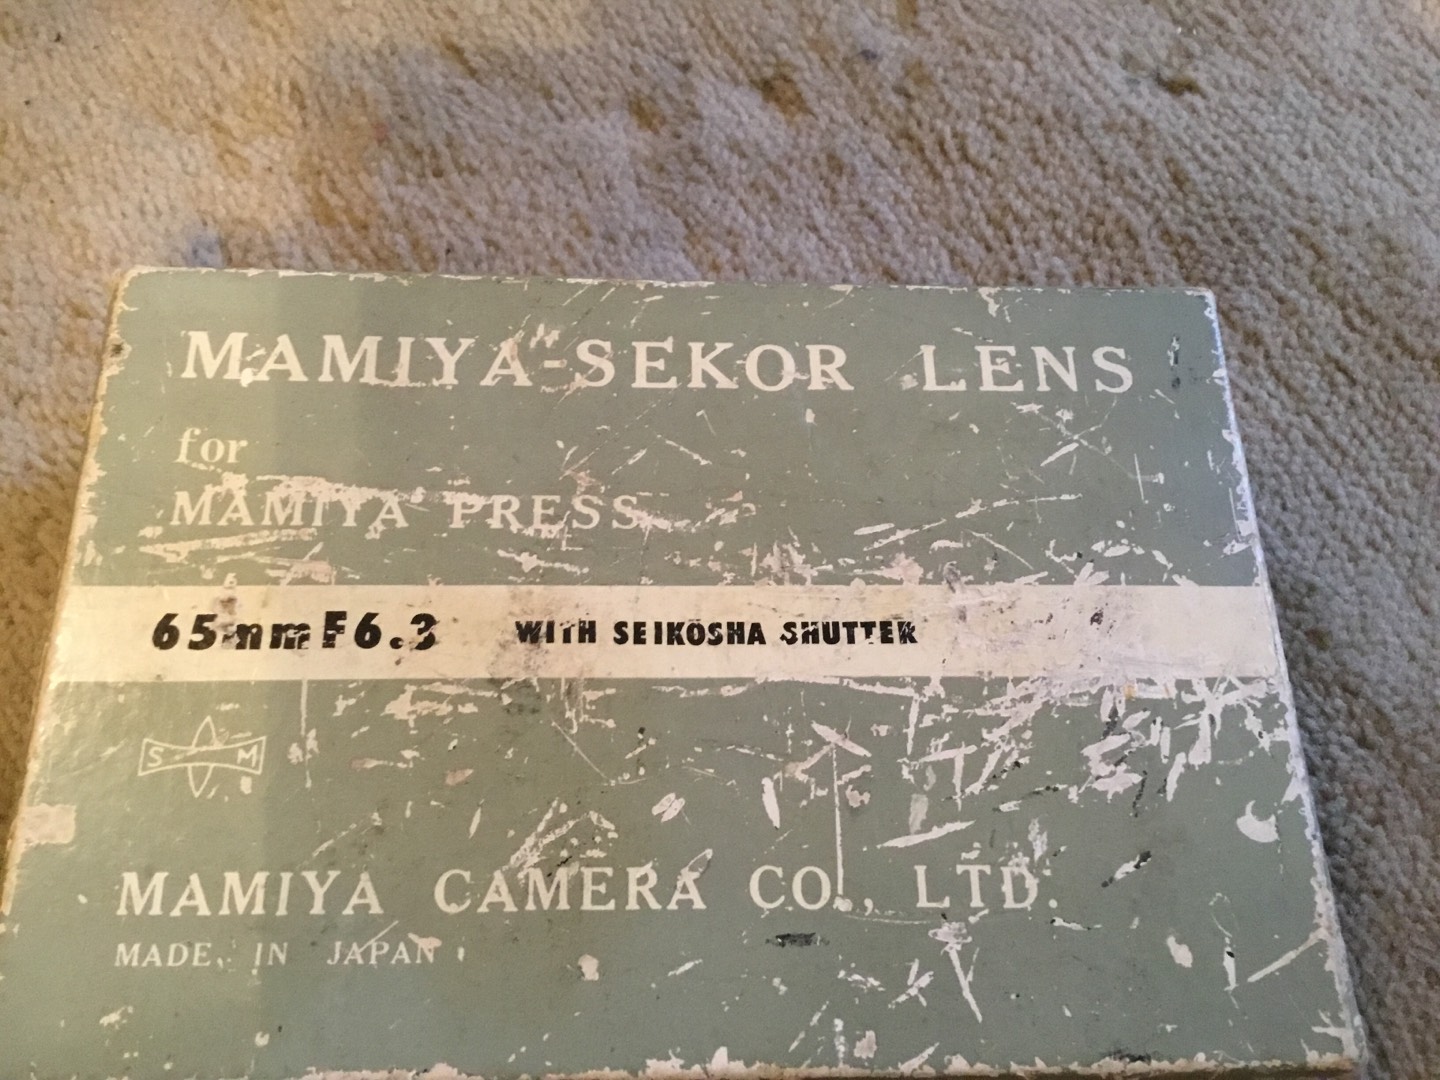 MAMIYA-SEKOR LENS
for
MAMIYA PRESS
65mm F6.3 WITH SEIKOSHA SHUTTER
S M
MAMIYA CAMERA CO., LTD.
MADE IN JAPAN